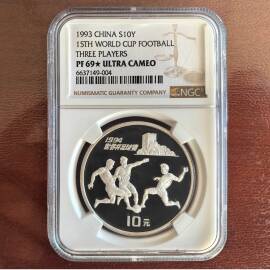 1993 CHINA S10Y
15TH WORLD CUP FOOTBALL
THREE PLAYERS
PF 69★ ULTRA CAMEO
6637149-004
NUMISMATIC GUARANTY COMPANY
NGC
1994
10元